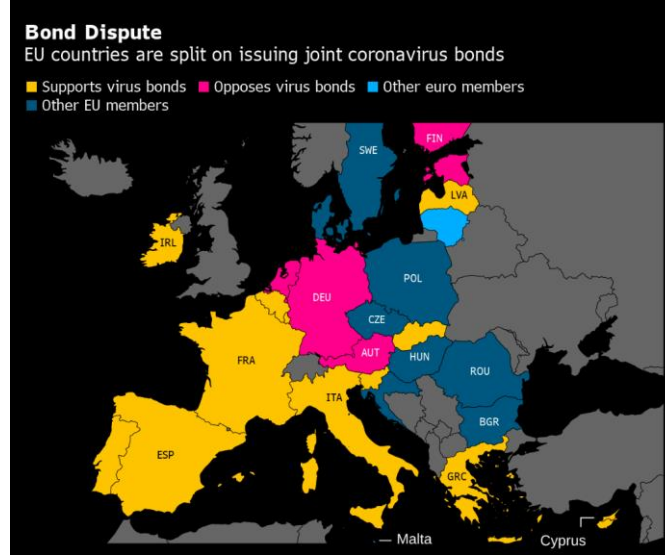 Bond Dispute
EU countries are split on issuing joint coronavirus bonds
Supports virus bonds Opposes virus bonds Other euro members
Other EU members
FIN
SWE
LVA
IRL
POL
DEU
CZE
AUT
HUN
FRA
ROU
ITA
BGR
ESP
GRC
Malta
Cyprus